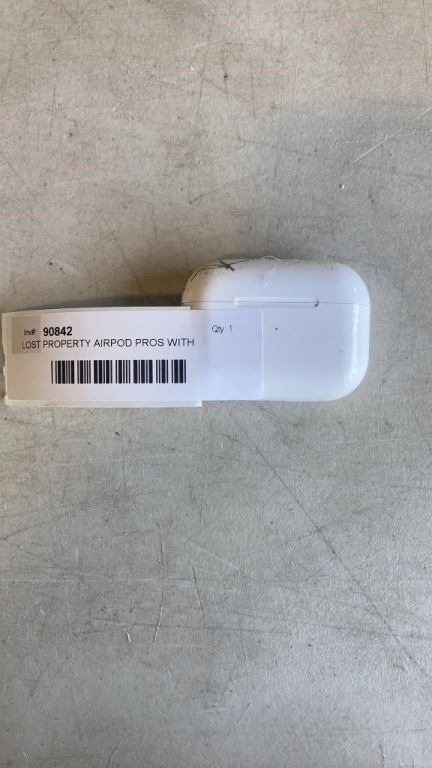 Inv#: 90842 Qty 1
LOST PROPERTY AIRPOD PROS WITH